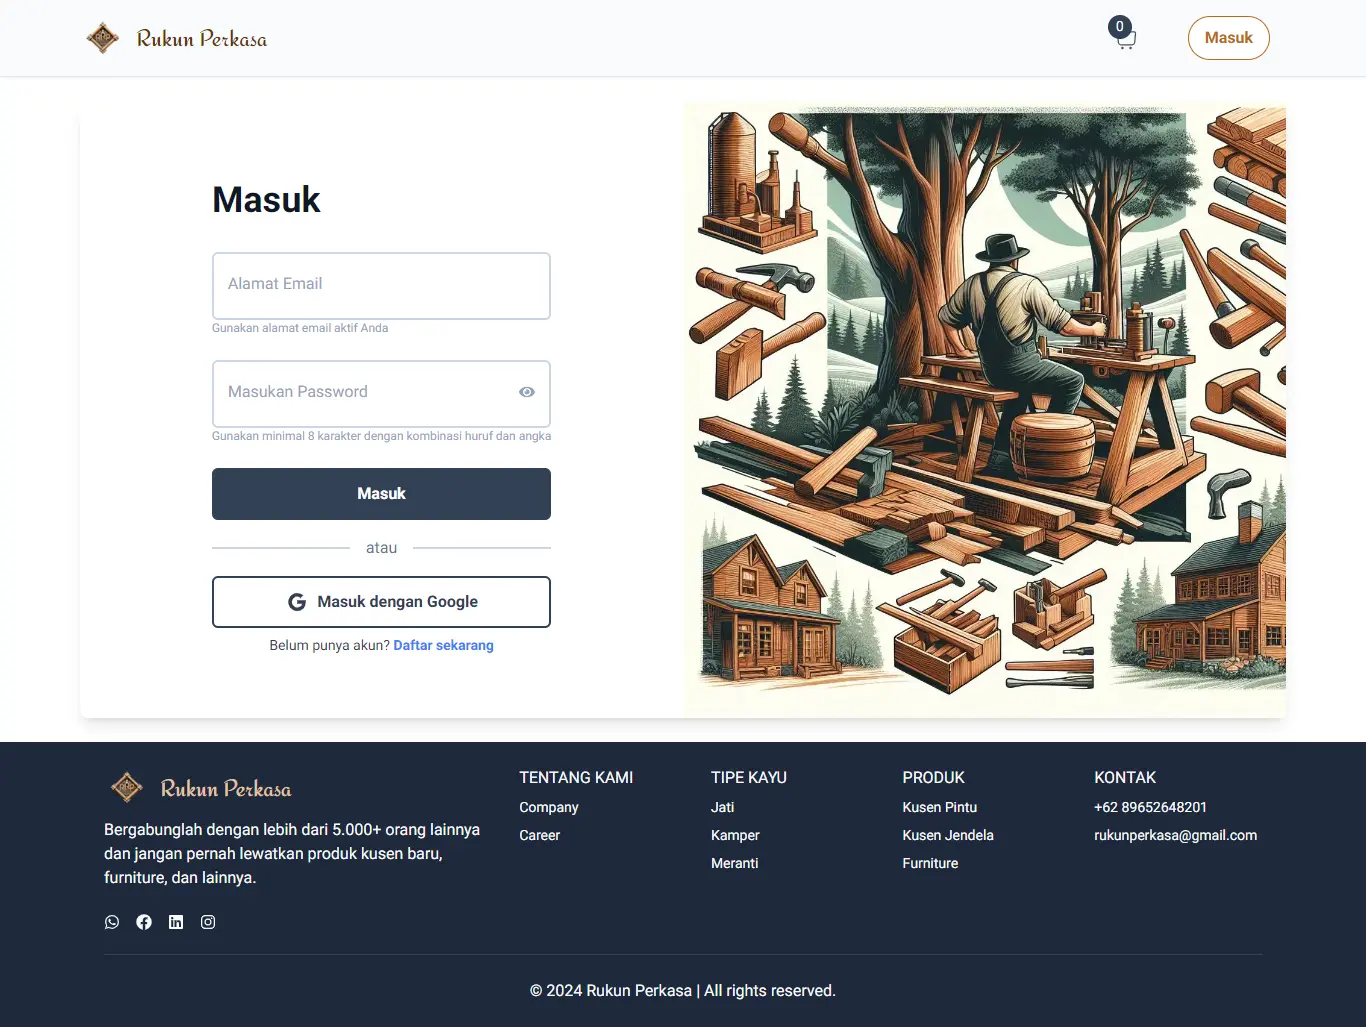 Rukun Perkasa
0
Masuk
Masuk
Alamat Email
Gunakan alamat email aktif Anda
Masukan Password
Gunakan minimal 8 karakter dengan kombinasi huruf dan angka
Masuk
atau
Masuk dengan Google
Belum punya akun? Daftar sekarang
Rukun Perkasa
Bergabunglah dengan lebih dari 5.000+ orang lainnya
dan jangan pernah lewatkan produk kusen baru,
furniture, dan lainnya.
TENTANG KAMI
Company
Career
TIPE KAYU
Jati
Kamper
Meranti
PRODUK
Kusen Pintu
Kusen Jendela
Furniture
KONTAK
+62 89652648201
rukunperkasa@gmail.com
© 2024 Rukun Perkasa | All rights reserved.